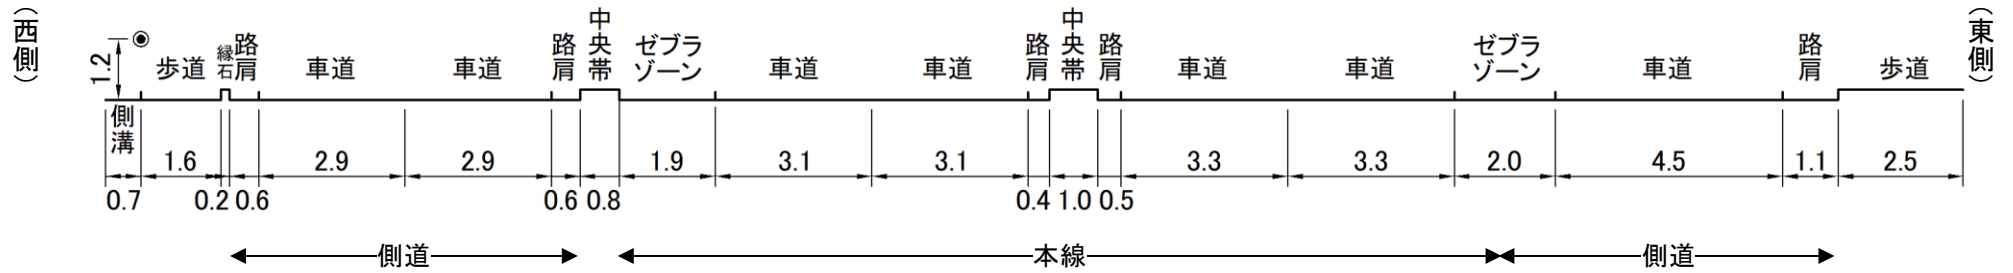 （西側）
（東側）
1.2
歩道
縁石
路肩
車道
車道
路肩
中央帯
ゼブラ
ゾーン
車道
車道
路肩
中央帯
路肩
車道
車道
ゼブラ
ゾーン
車道
路肩
歩道
側溝
1.6
2.9
2.9
1.9
3.1
3.1
3.3
3.3
2.0
4.5
1.1
2.5
0.7
0.2
0.6
0.6
0.8
0.4
1.0
0.5
側道
本線
側道